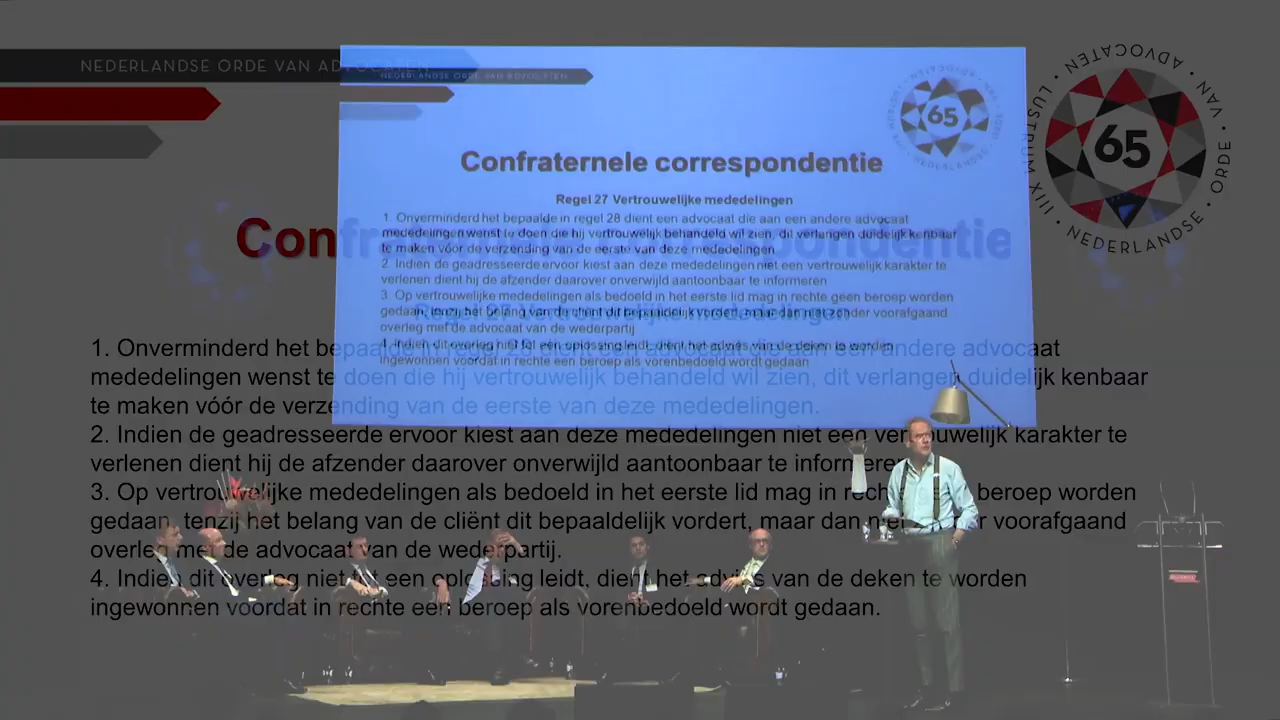 NEDERLANDSE ORDE VAN ADVOCATEN
NEDERLANDSE ORDE VAN ADVOCATEN
65
LUSTRUM XIII
NEDERLANDSE ORDE VAN ADVOCATEN
65
Confraternele correspondentie
Regel 27 Vertrouwelijke mededelingen
1. Onverminderd het bepaalde in regel 28 dient een advocaat die aan een andere advocaat
mededelingen wenst te doen die hij vertrouwelijk behandeld wil zien, dit verlangen duidelijk kenbaar
te maken vóór de verzending van de eerste van deze mededelingen
2. Indien de geadresseerde ervoor kiest aan deze mededelingen niet een vertrouwelijk karakter te
verlenen dient hij de afzender daarover onverwijld aantoonbaar te informeren
3. Op vertrouwelijke mededelingen als bedoeld in het eerste lid mag in rechte geen beroep worden
gedaan, tenzij het belang van de cliënt dit bepaaldelijk vordert, maar dan niet zonder voorafgaand
overleg met de advocaat van de wederpartij
4. Indien dit overleg niet tot een oplossing leidt, dient het advies van de deken te worden
ingewonnen voordat in rechte een beroep als vorenbedoeld wordt gedaan
Confraternele correspondentie
Regel 27 Vertrouwelijke mededelingen
1. Onverminderd het bepaalde in regel 28 dient een advocaat die aan een andere advocaat
mededelingen wenst te doen die hij vertrouwelijk behandeld wil zien, dit verlangen duidelijk kenbaar
te maken vóór de verzending van de eerste van deze mededelingen.
2. Indien de geadresseerde ervoor kiest aan deze mededelingen niet een vertrouwelijk karakter te
verlenen dient hij de afzender daarover onverwijld aantoonbaar te informeren
3. Op vertrouwelijke mededelingen als bedoeld in het eerste lid mag in rechte geen beroep worden
gedaan, tenzij het belang van de cliënt dit bepaaldelijk vordert, maar dan niet zonder voorafgaand
overleg met de advocaat van de wederpartij.
4. Indien dit overleg niet tot een oplossing leidt, dient het advies van de deken te worden
ingewonnen voordat in rechte een beroep als vorenbedoeld wordt gedaan.